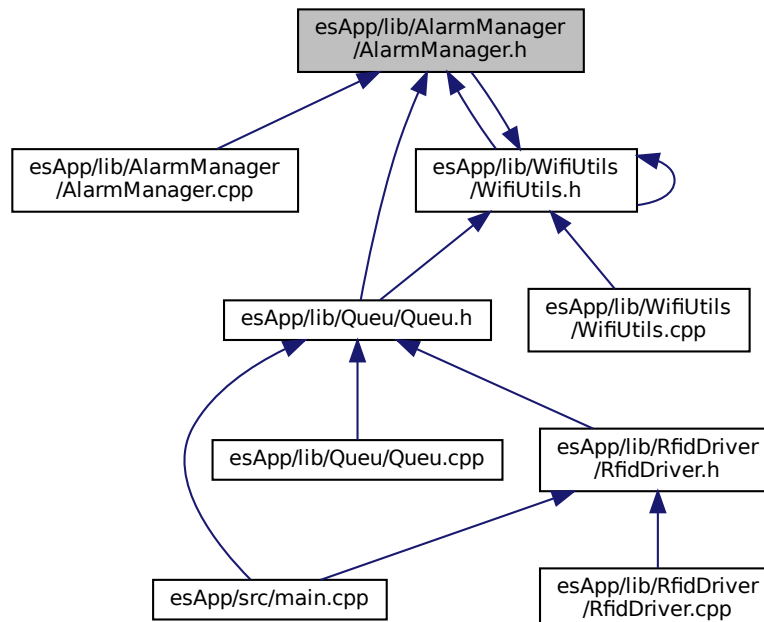 esApp/lib/AlarmManager
/AlarmManager.h
esApp/lib/AlarmManager
/AlarmManager.cpp
esApp/lib/WifiUtils
/WifiUtils.h
esApp/lib/Queu/Queu.h
esApp/lib/WifiUtils
/WifiUtils.cpp
esApp/lib/Queu/Queu.cpp
esApp/lib/RfidDriver
/RfidDriver.h
esApp/src/main.cpp
esApp/lib/RfidDriver
/RfidDriver.cpp